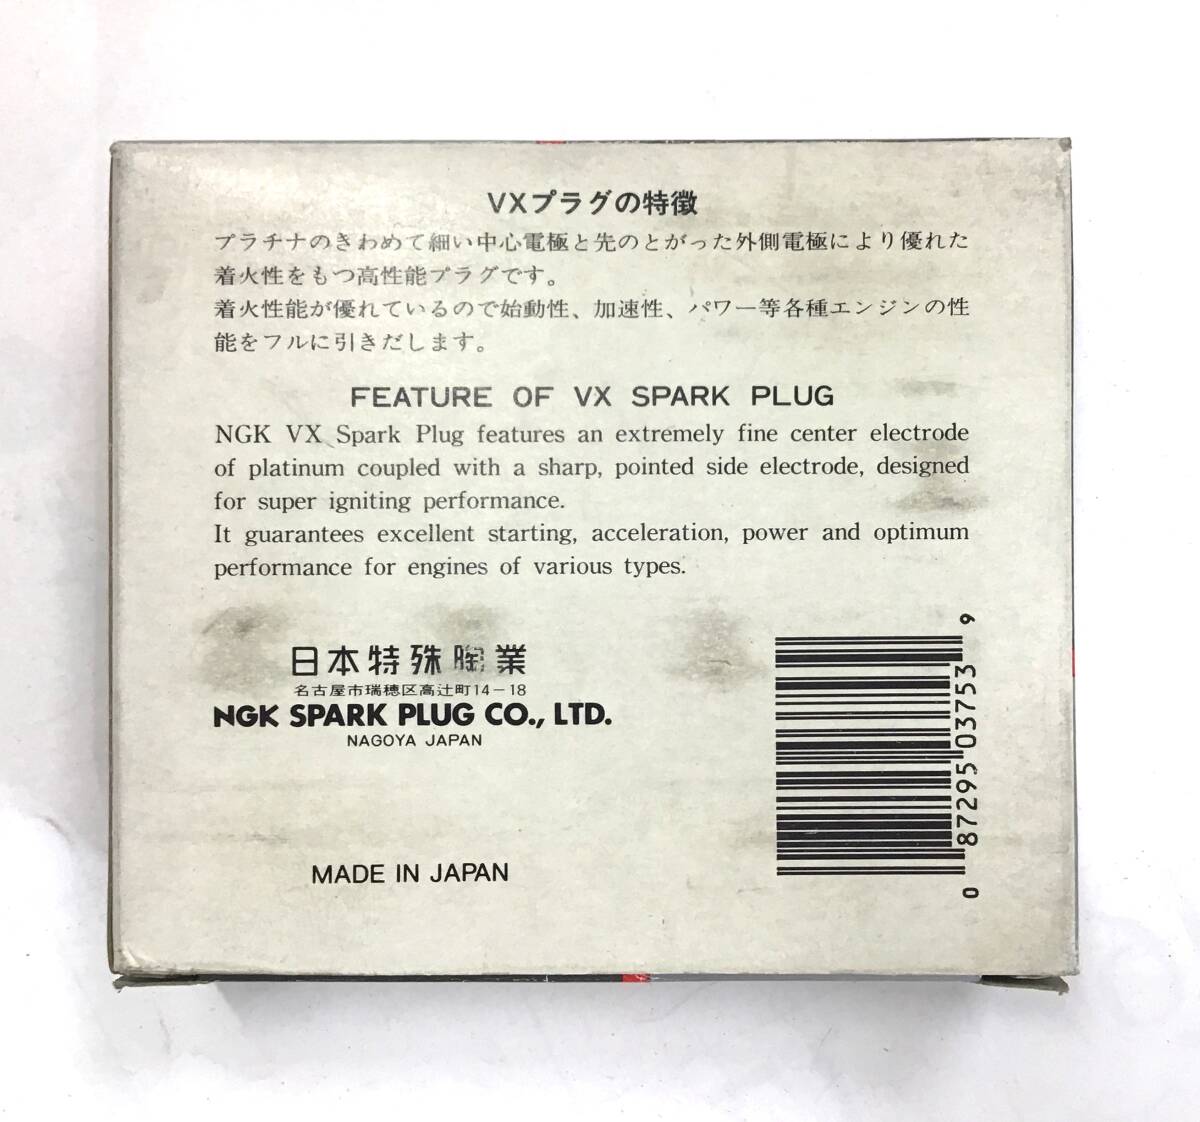 VXプラグの特徴
プラチナのきわめて細い中心電極と先のとがった外側電極により優れた
着火性をもつ高性能プラグです。
着火性能が優れているので始動性、加速性、パワー等各種エンジンの性
能をフルに引きだします。
FEATURE OF VX SPARK PLUG
NGK VX Spark Plug features an extremely fine center electrode
of platinum coupled with a sharp, pointed side electrode, designed
for super igniting performance.
It guarantees excellent starting, acceleration, power and optimum
performance for engines of various types.
日本特殊陶業
名古屋市瑞穂区高辻町14-18
NGK SPARK PLUG CO., LTD.
NAGOYA JAPAN
MADE IN JAPAN
0 87295 03753 9